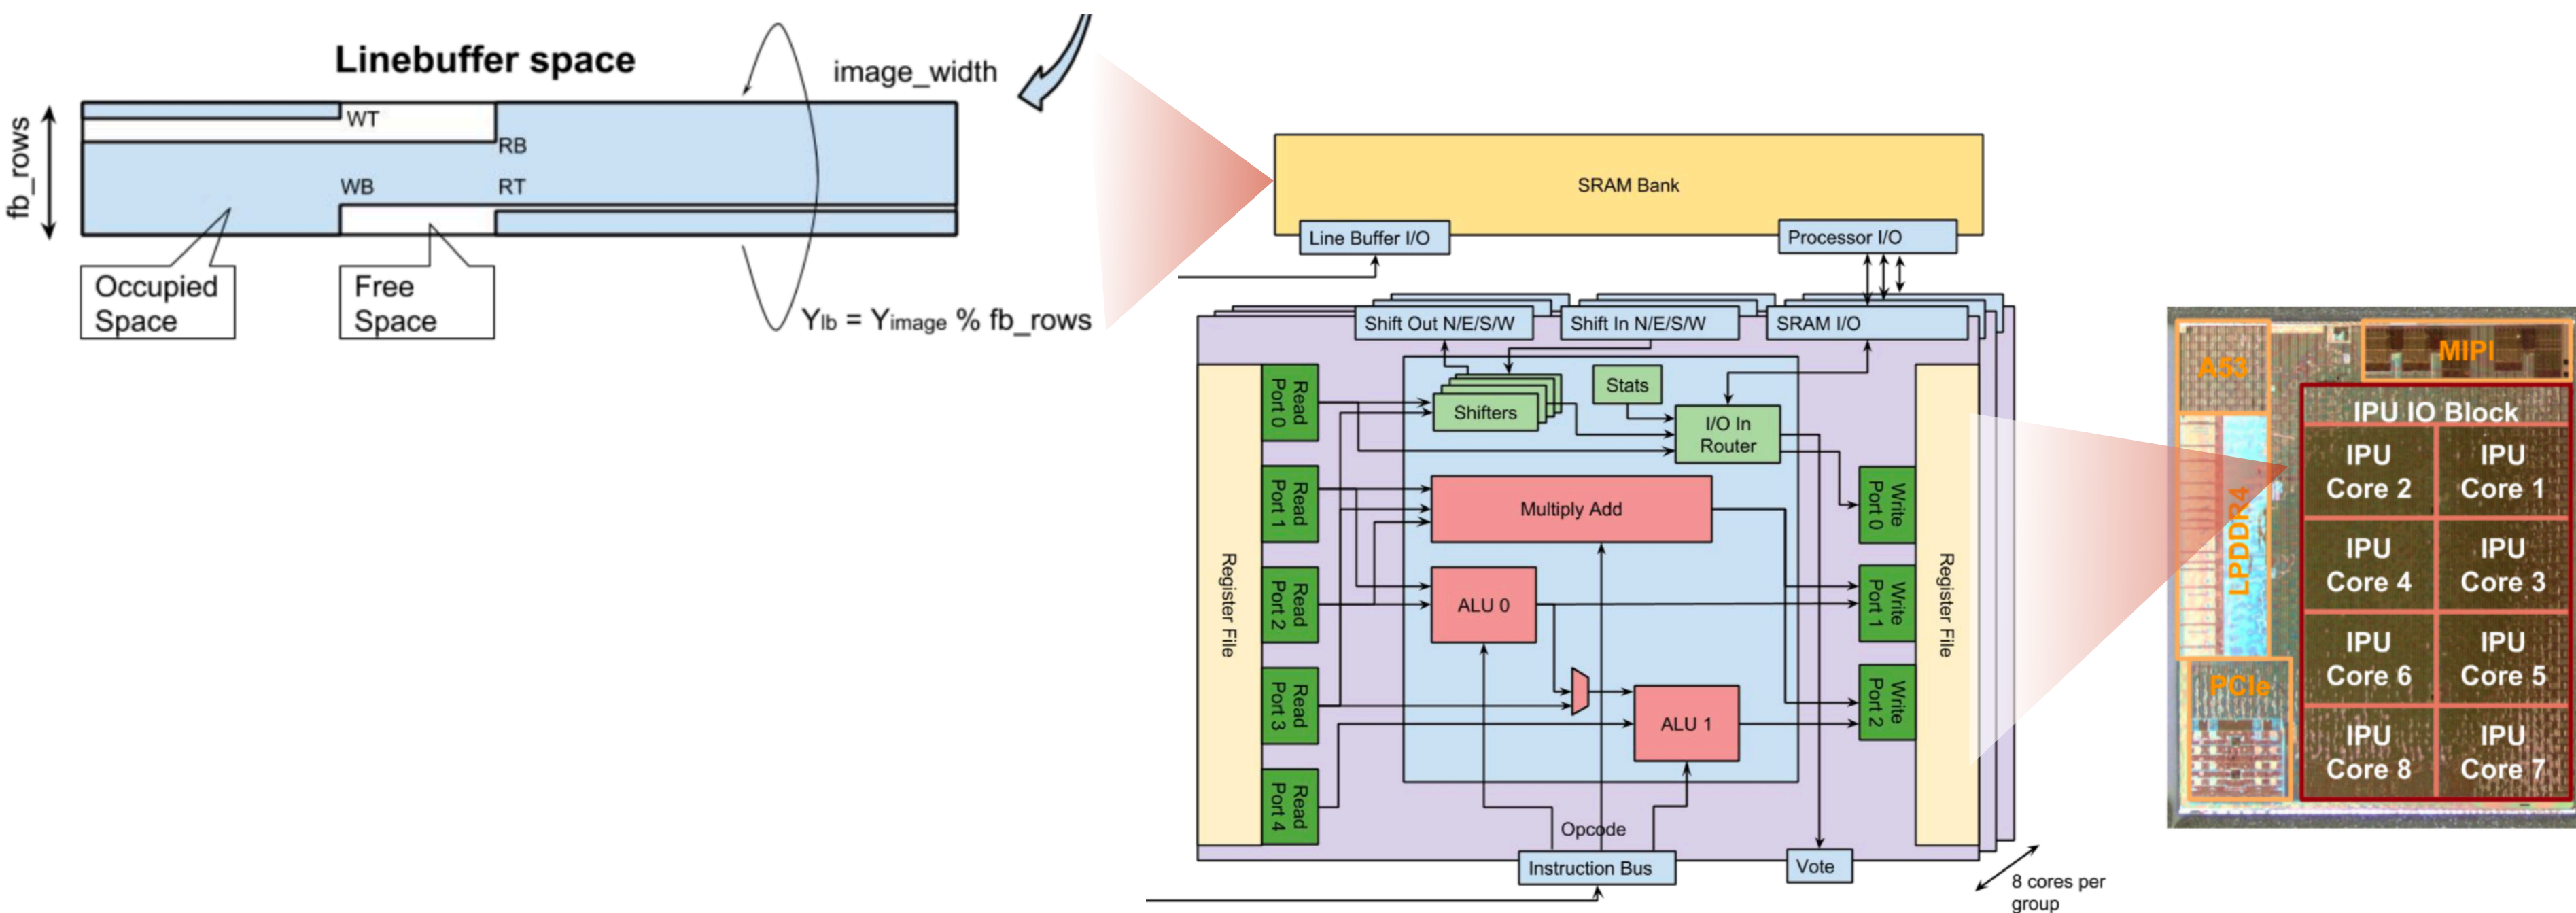 Linebuffer space
image_width
fb_rows
WT
RB
WB
RT
Occupied
Space
Free
Space
Ylb = Yimage % fb_rows
SRAM Bank
Line Buffer I/O
Processor I/O
Shift Out N/E/S/W
Shift In N/E/S/W
SRAM I/O
Register File
Read
Port 0
Read
Port 1
Read
Port 2
Read
Port 3
Read
Port 4
Shifters
Stats
I/O In
Router
Multiply Add
ALU 0
ALU 1
Write
Port 0
Write
Port 1
Write
Port 2
Register File
Opcode
Instruction Bus
Vote
8 cores per
group
A53
MIPI
LPDDR4
PCIe
IPU IO Block
IPU
Core 2
IPU
Core 1
IPU
Core 4
IPU
Core 3
IPU
Core 6
IPU
Core 5
IPU
Core 8
IPU
Core 7